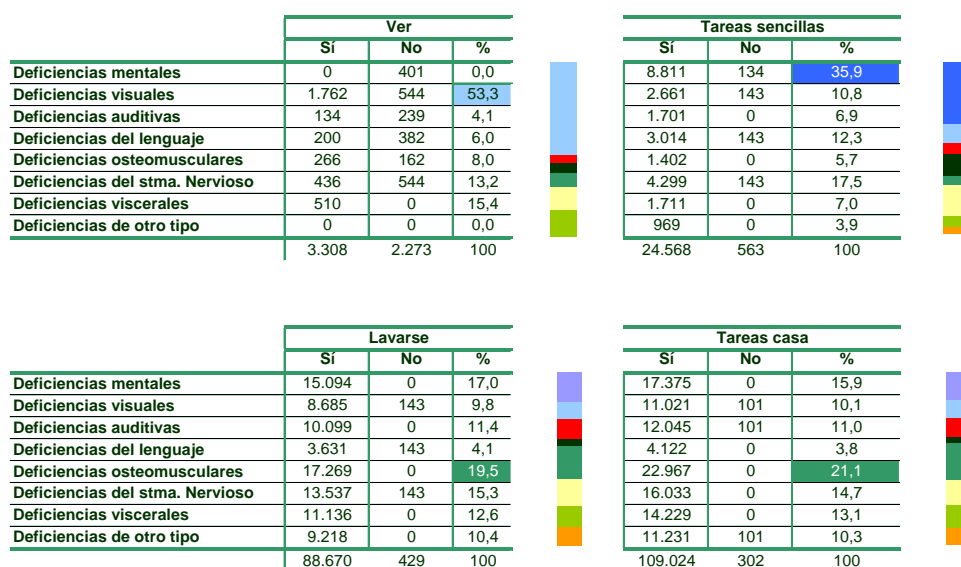 Ver Tareas sencillas
Sí No % Sí No %
Deficiencias mentales 0 401 0,0 8.811 134 35,9
Deficiencias visuales 1.762 544 53,3 2.661 143 10,8
Deficiencias auditivas 134 239 4,1 1.701 0 6,9
Deficiencias del lenguaje 200 382 6,0 3.014 143 12,3
Deficiencias osteomusculares 266 162 8,0 1.402 0 5,7
Deficiencias del stma. Nervioso 436 544 13,2 4.299 143 17,5
Deficiencias viscerales 510 0 15,4 1.711 0 7,0
Deficiencias de otro tipo 0 0 0,0 969 0 3,9
3.308 2.273 100 24.568 563 100
Lavarse Tareas casa
Sí No % Sí No %
Deficiencias mentales 15.094 0 17,0 17.375 0 15,9
Deficiencias visuales 8.685 143 9,8 11.021 101 10,1
Deficiencias auditivas 10.099 0 11,4 12.045 101 11,0
Deficiencias del lenguaje 3.631 143 4,1 4.122 0 3,8
Deficiencias osteomusculares 17.269 0 19,5 22.967 0 21,1
Deficiencias del stma. Nervioso 13.537 143 15,3 16.033 0 14,7
Deficiencias viscerales 11.136 0 12,6 14.229 0 13,1
Deficiencias de otro tipo 9.218 0 10,4 11.231 101 10,3
88.670 429 100 109.024 302 100